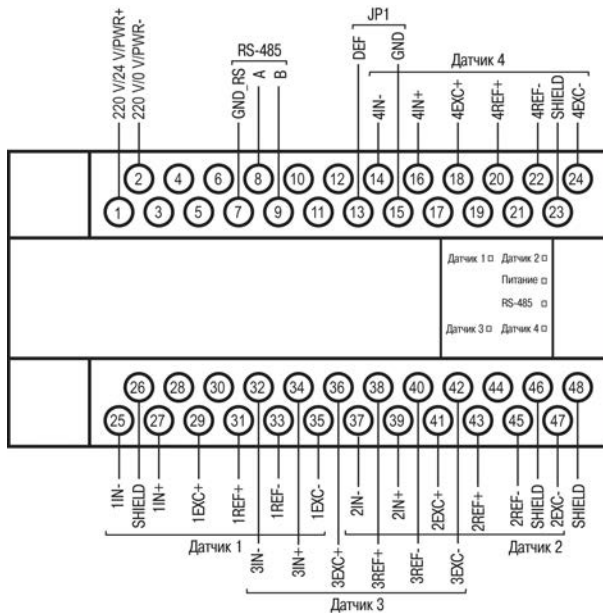 JP1
RS-485
Датчик 4
220 V/24 V/PWR+
220 V/0 V/PWR-
GND_RS
A
B
DEF
GND
4IN-
4IN+
4EXC+
4REF+
4REF-
SHIELD
4EXC-
2 4 6 8 10 12 14 16 18 20 22 24
1 3 5 7 9 11 13 15 17 19 21 23
Датчик 1 Датчик 2
Питание
RS-485
Датчик 3 Датчик 4
26 28 30 32 34 36 38 40 42 44 46 48
25 27 29 31 33 35 37 39 41 43 45 47
1IN-
SHIELD
1IN+
1EXC+
1REF+
1REF-
1EXC-
2IN-
2IN+
2EXC+
2REF+
2REF-
SHIELD
2EXC-
SHIELD
Датчик 1
Датчик 2
3IN-
3IN+
3EXC+
3REF+
3REF-
3EXC-
Датчик 3